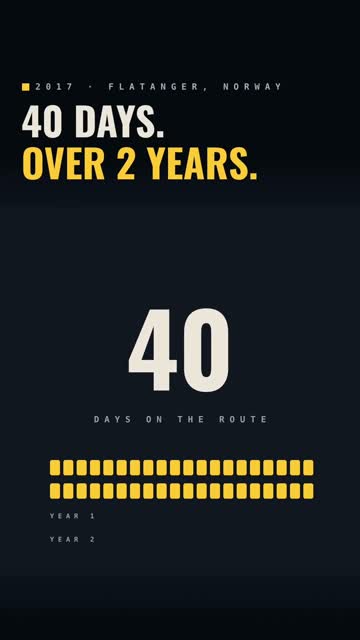 2017 · FLATANGER, NORWAY
40 DAYS.
OVER 2 YEARS.
40
DAYS ON THE ROUTE
YEAR 1
YEAR 2